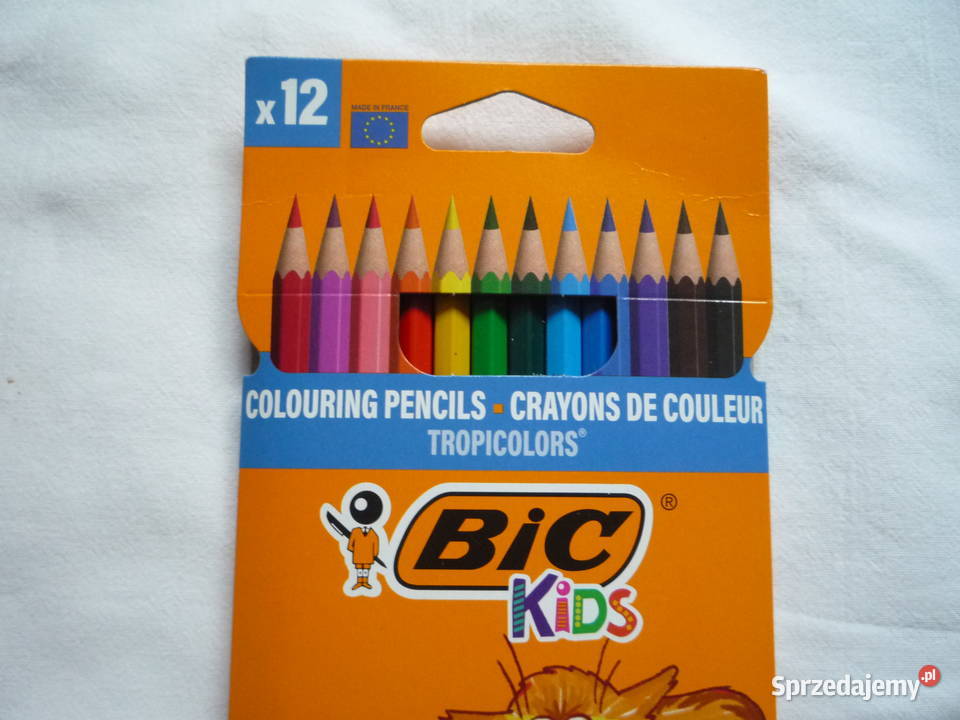 x12
MADE IN FRANCE
COLOURING PENCILS ▪ CRAYONS DE COULEUR
TROPICOLORS®
BiC®
KiDS
Sprzedajemy.pl